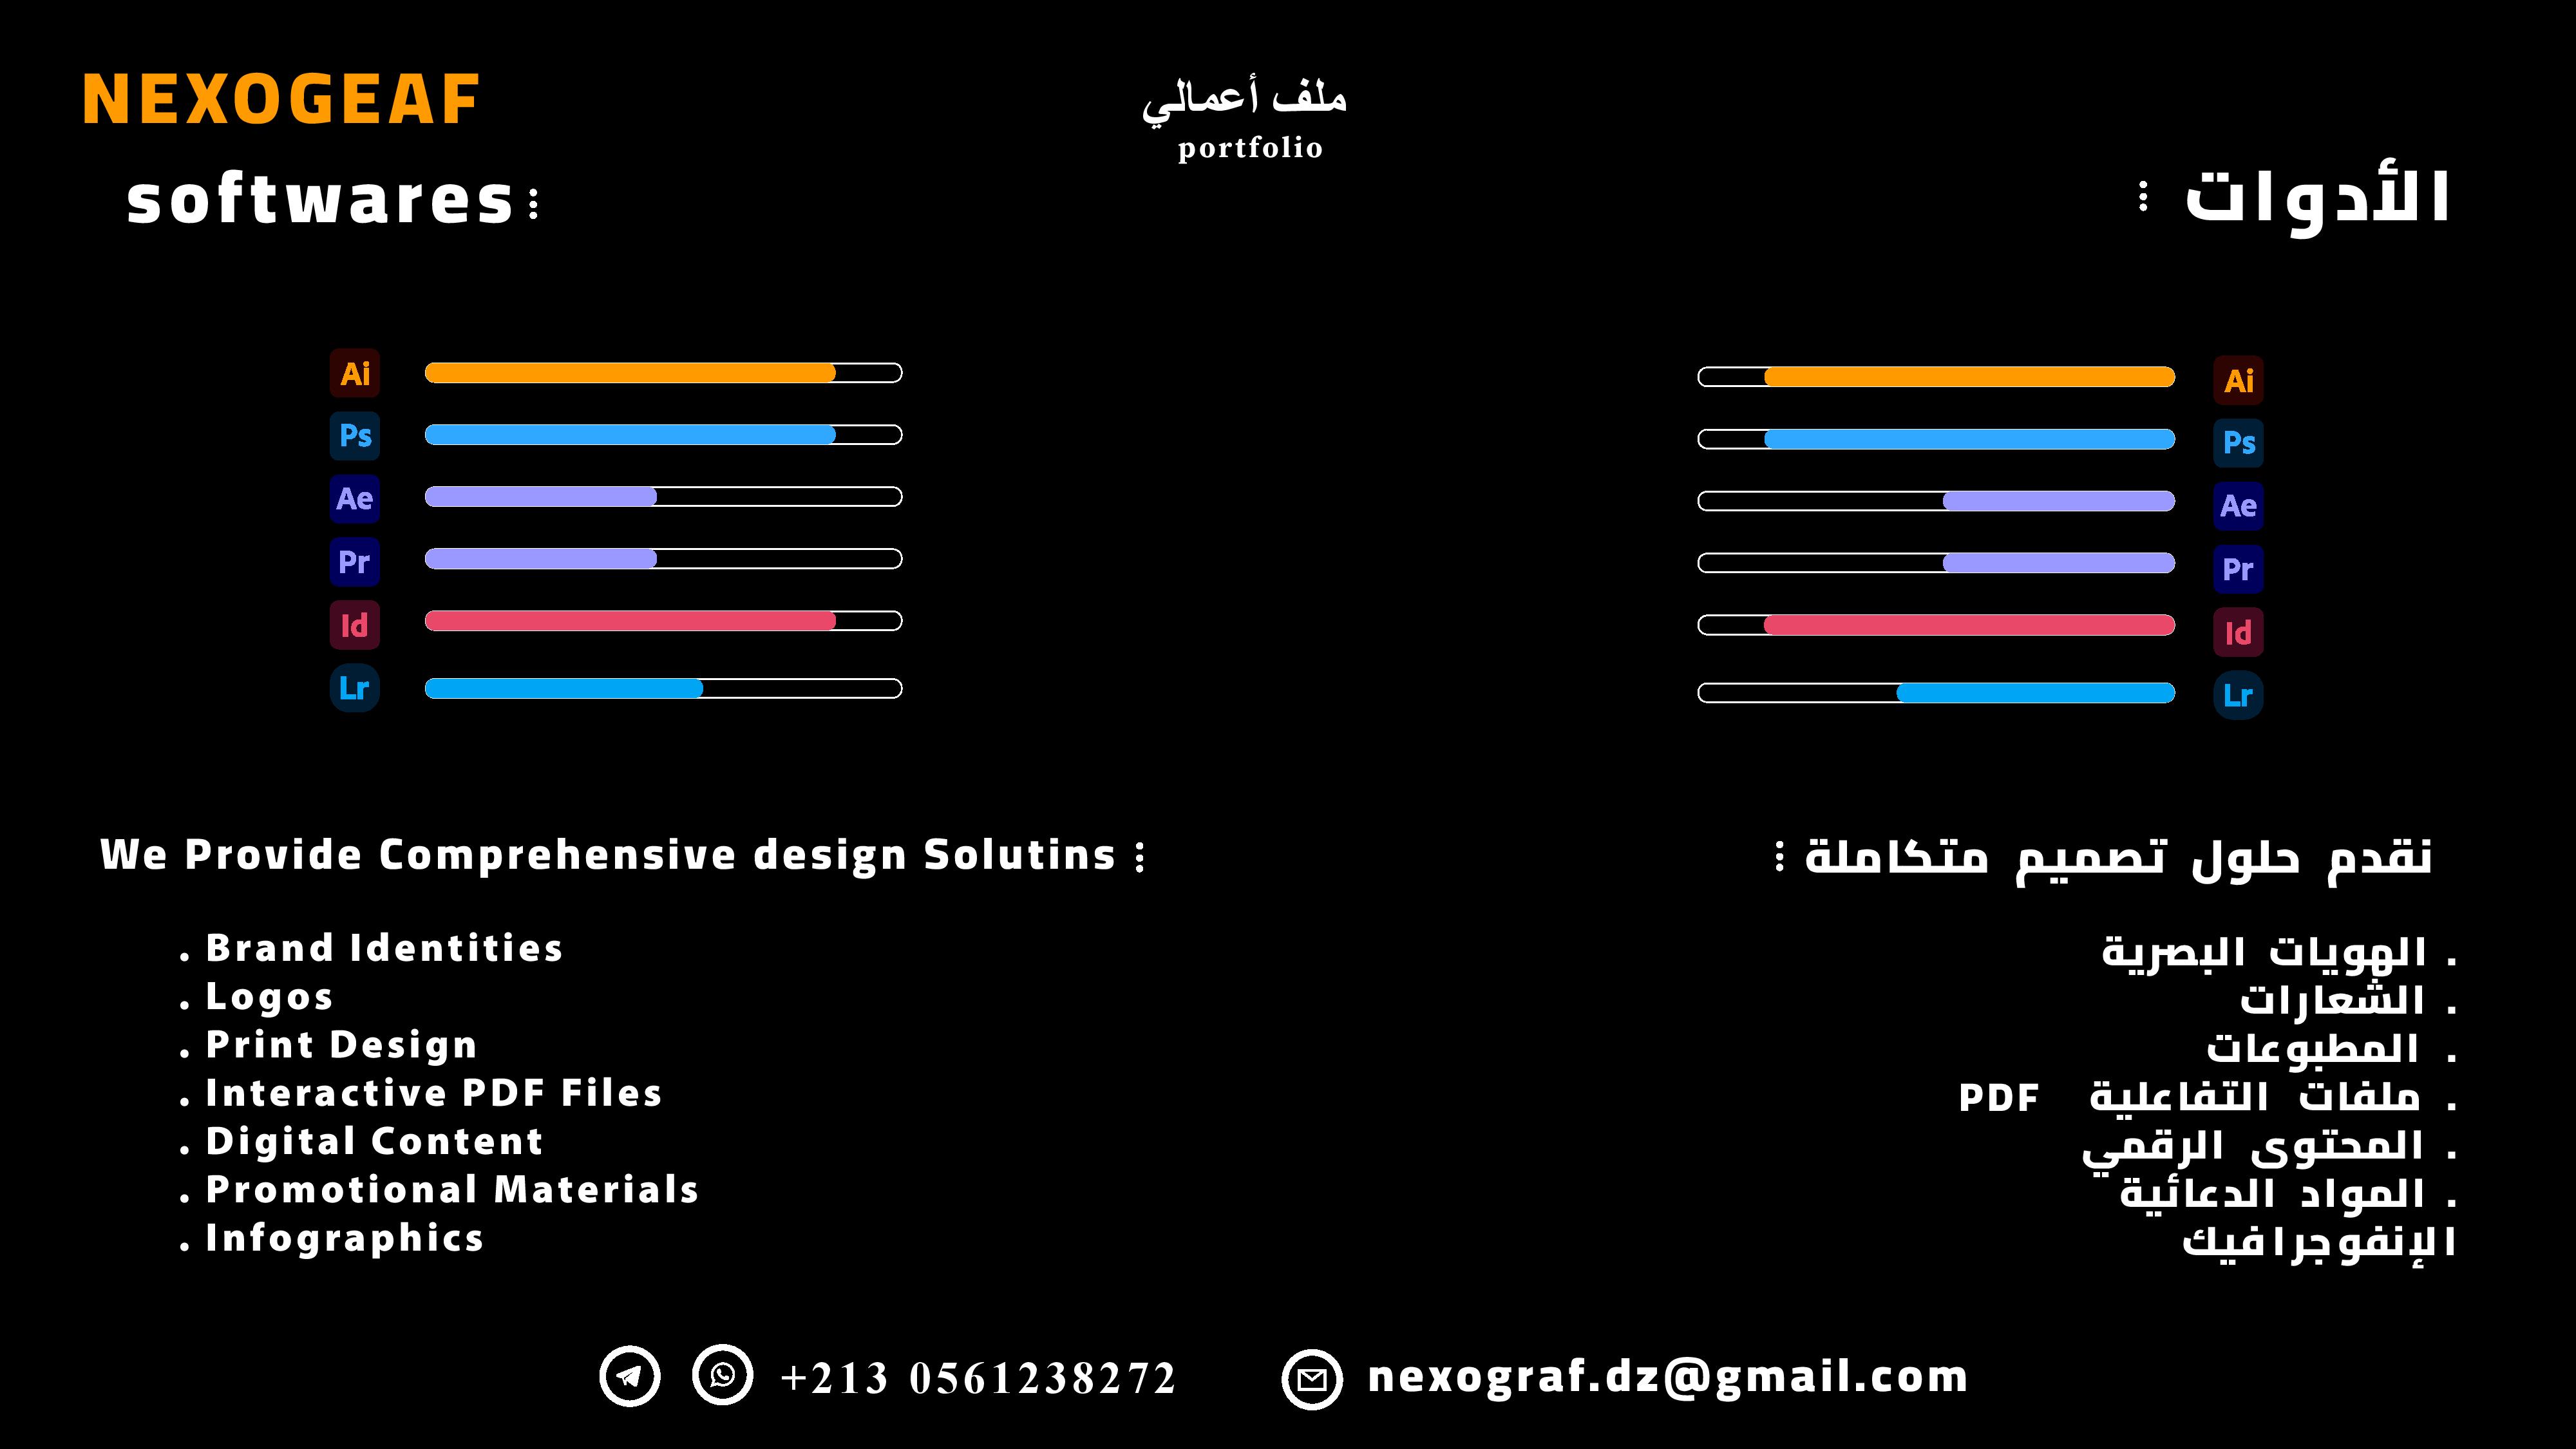 NEXOGEAF
ملف أعمالي
portfolio
softwares :
الأدوات :
Ai
Ps
Ae
Pr
Id
Lr
Ai
Ps
Ae
Pr
Id
Lr
We Provide Comprehensive design Solutins :
. Brand Identities
. Logos
. Print Design
. Interactive PDF Files
. Digital Content
. Promotional Materials
. Infographics
نقدم حلول تصميم متكاملة :
. الهويات البصرية
. الشعارات
. المطبوعات
. ملفات التفاعلية PDF
. المحتوى الرقمي
. المواد الدعائية
الإنفوجرافيك
+213 0561238272
nexograf.dz@gmail.com